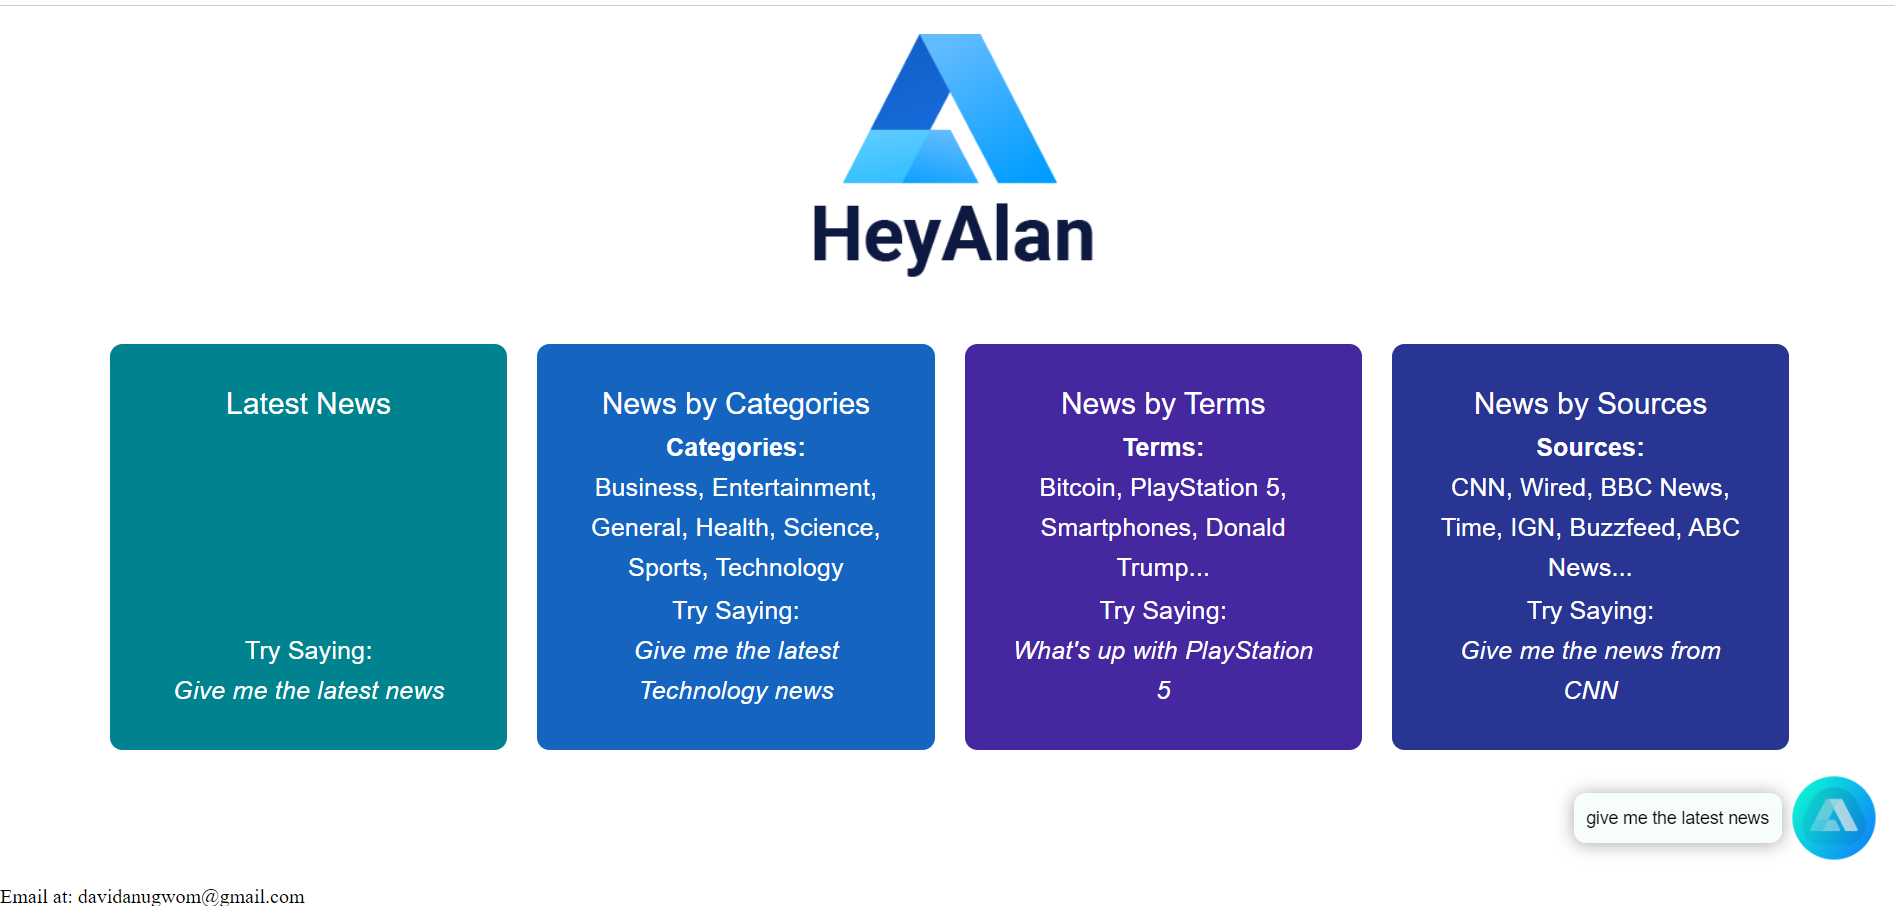 HeyAlan
Latest News
Try Saying:
Give me the latest news
News by Categories
Categories:
Business, Entertainment,
General, Health, Science,
Sports, Technology
Try Saying:
Give me the latest
Technology news
News by Terms
Terms:
Bitcoin, PlayStation 5,
Smartphones, Donald
Trump...
Try Saying:
What's up with PlayStation
5
News by Sources
Sources:
CNN, Wired, BBC News,
Time, IGN, Buzzfeed, ABC
News...
Try Saying:
Give me the news from
CNN
give me the latest news
Email at: davidanugwom@gmail.com